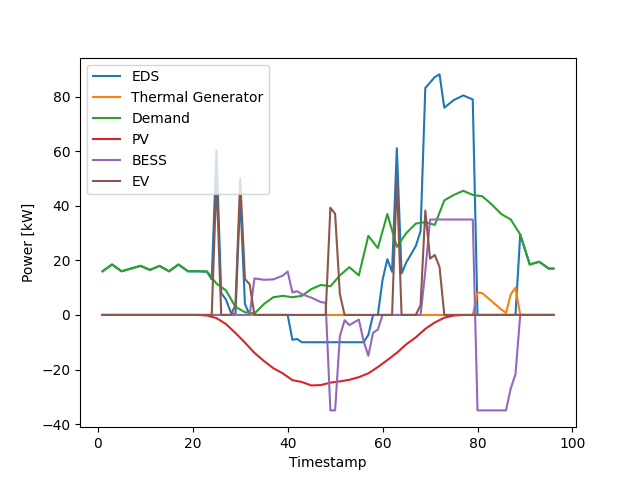 EDS
Thermal Generator
Demand
PV
BESS
EV
Power [kW]
80
60
40
20
0
−20
−40
0 20 40 60 80 100
Timestamp